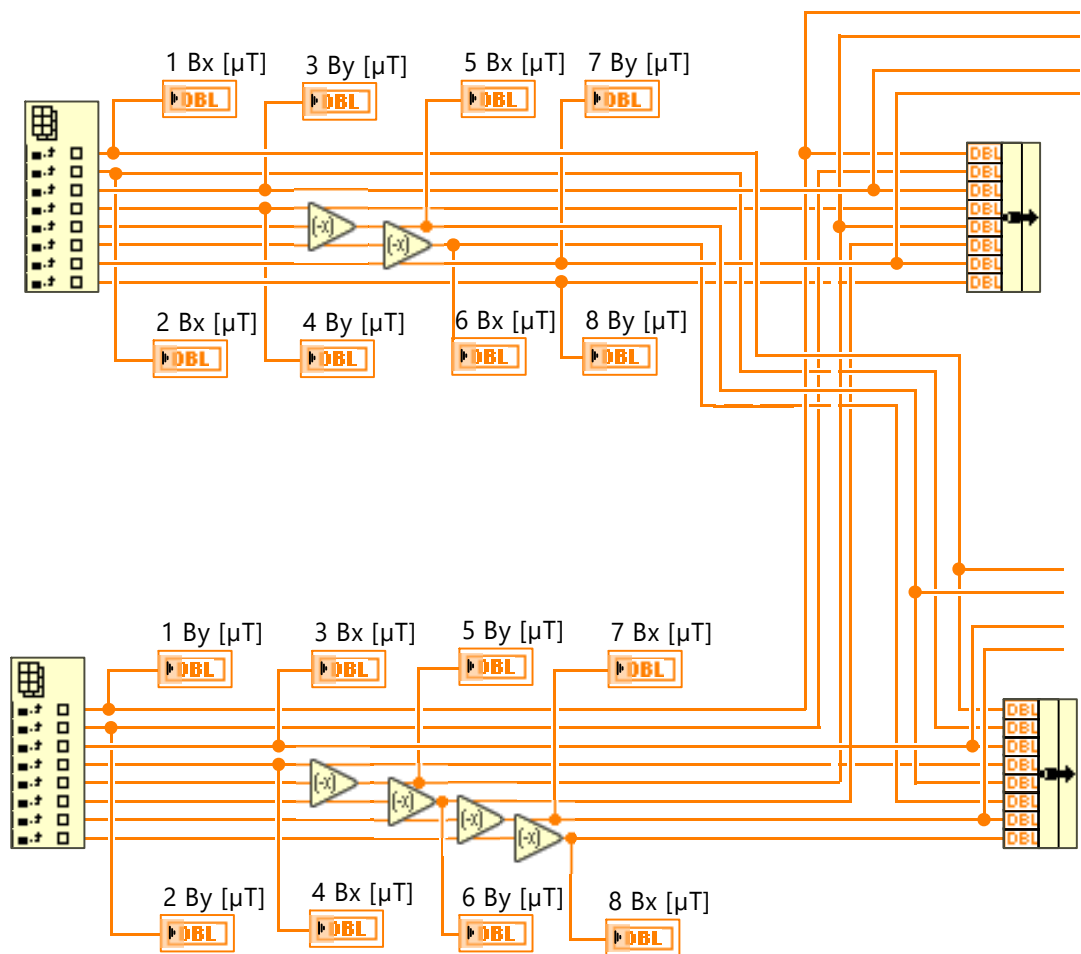 1 Bx [µT]
3 By [µT]
5 Bx [µT]
7 By [µT]
DBL
DBL
DBL
DBL
DBL
DBL
DBL
DBL
DBL
DBL
DBL
DBL
(-x)
(-x)
2 Bx [µT]
4 By [µT]
6 Bx [µT]
8 By [µT]
DBL
DBL
DBL
DBL
1 By [µT]
3 Bx [µT]
5 By [µT]
7 Bx [µT]
DBL
DBL
DBL
DBL
DBL
DBL
DBL
DBL
DBL
DBL
DBL
DBL
(-x)
(-x)
(-x)
(-x)
2 By [µT]
4 Bx [µT]
6 By [µT]
8 Bx [µT]
DBL
DBL
DBL
DBL